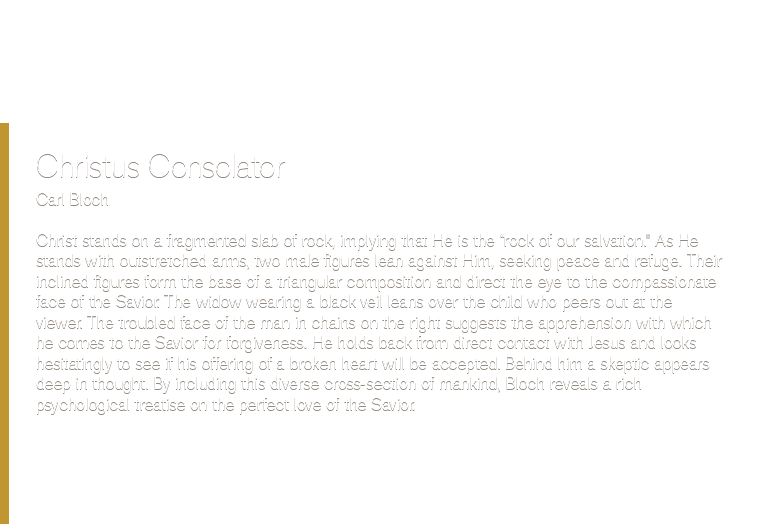 Christus Consolator
Carl Bloch
Christ stands on a fragmented slab of rock, implying that He is the "rock of our salvation." As He
stands with outstretched arms, two male figures lean against Him, seeking peace and refuge. Their
inclined figures form the base of a triangular composition and direct the eye to the compassionate
face of the Savior. The widow wearing a black veil leans over the child who peers out at the
viewer. The troubled face of the man in chains on the right suggests the apprehension with which
he comes to the Savior for forgiveness. He holds back from direct contact with Jesus and looks
hesitatingly to see if his offering of a broken heart will be accepted. Behind him a skeptic appears
deep in thought. By including this diverse cross-section of mankind, Bloch reveals a rich
psychological treatise on the perfect love of the Savior.